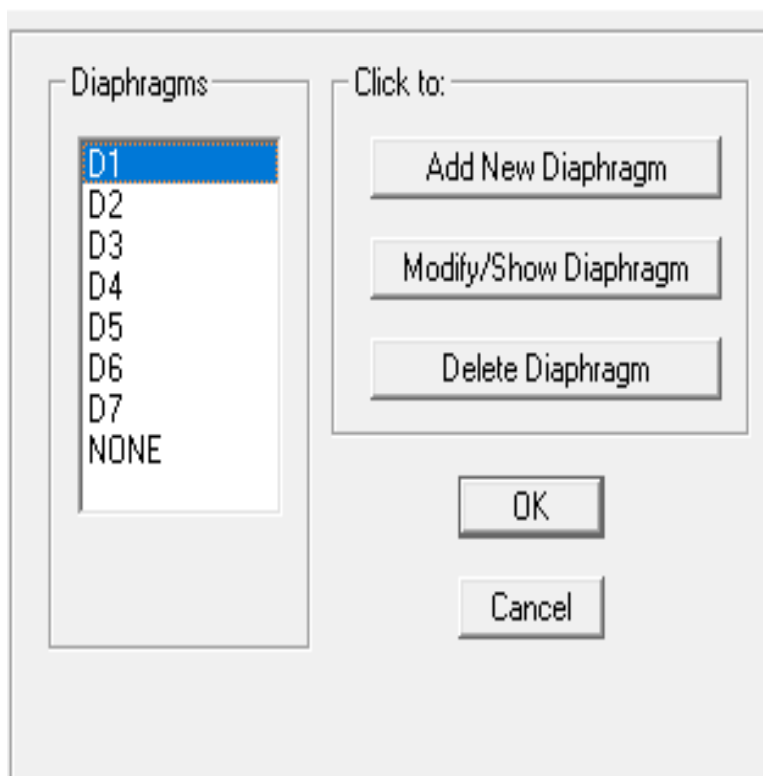 Diaphragms
D1
D2
D3
D4
D5
D6
D7
NONE
Click to:
Add New Diaphragm
Modify/Show Diaphragm
Delete Diaphragm
OK
Cancel